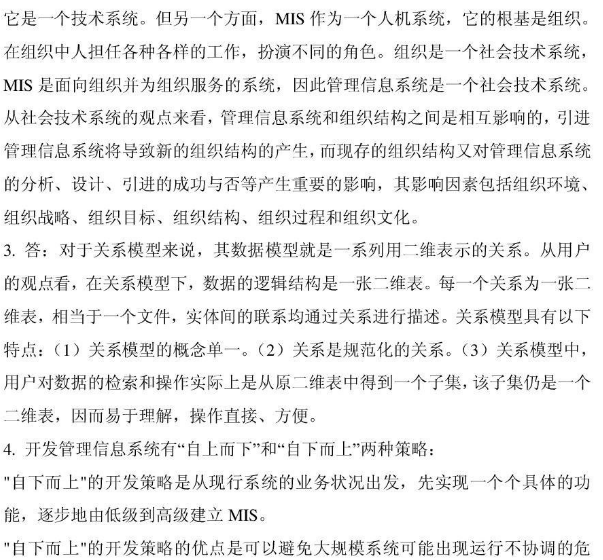 它是一个技术系统。但另一个方面，MIS 作为一个人机系统，它的根基是组织。
在组织中人担任各种各样的工作，扮演不同的角色。组织是一个社会技术系统，
MIS 是面向组织并为组织服务的系统，因此管理信息系统是一个社会技术系统。
从社会技术系统的观点来看，管理信息系统和组织结构之间是相互影响的，引进
管理信息系统将导致新的组织结构的产生，而现存的组织结构又对管理信息系统
的分析、设计、引进的成功与否等产生重要的影响，其影响因素包括组织环境、
组织战略、组织目标、组织结构、组织过程和组织文化。
3. 答：对于关系模型来说，其数据模型就是一系列用二维表示的关系。从用户
的观点看，在关系模型下，数据的逻辑结构是一张二维表。每一个关系为一张二
维表，相当于一个文件，实体间的联系均通过关系进行描述。关系模型具有以下
特点：（1）关系模型的概念单一。（2）关系是规范化的关系。（3）关系模型中，
用户对数据的检索和操作实际上是从原二维表中得到一个子集，该子集仍是一个
二维表，因而易于理解，操作直接、方便。
4. 开发管理信息系统有“自上而下”和“自下而上”两种策略：
"自下而上"的开发策略是从现行系统的业务状况出发，先实现一个个具体的功
能，逐步地由低级到高级建立 MIS。
"自下而上"的开发策略的优点是可以避免大规模系统可能出现运行不协调的危